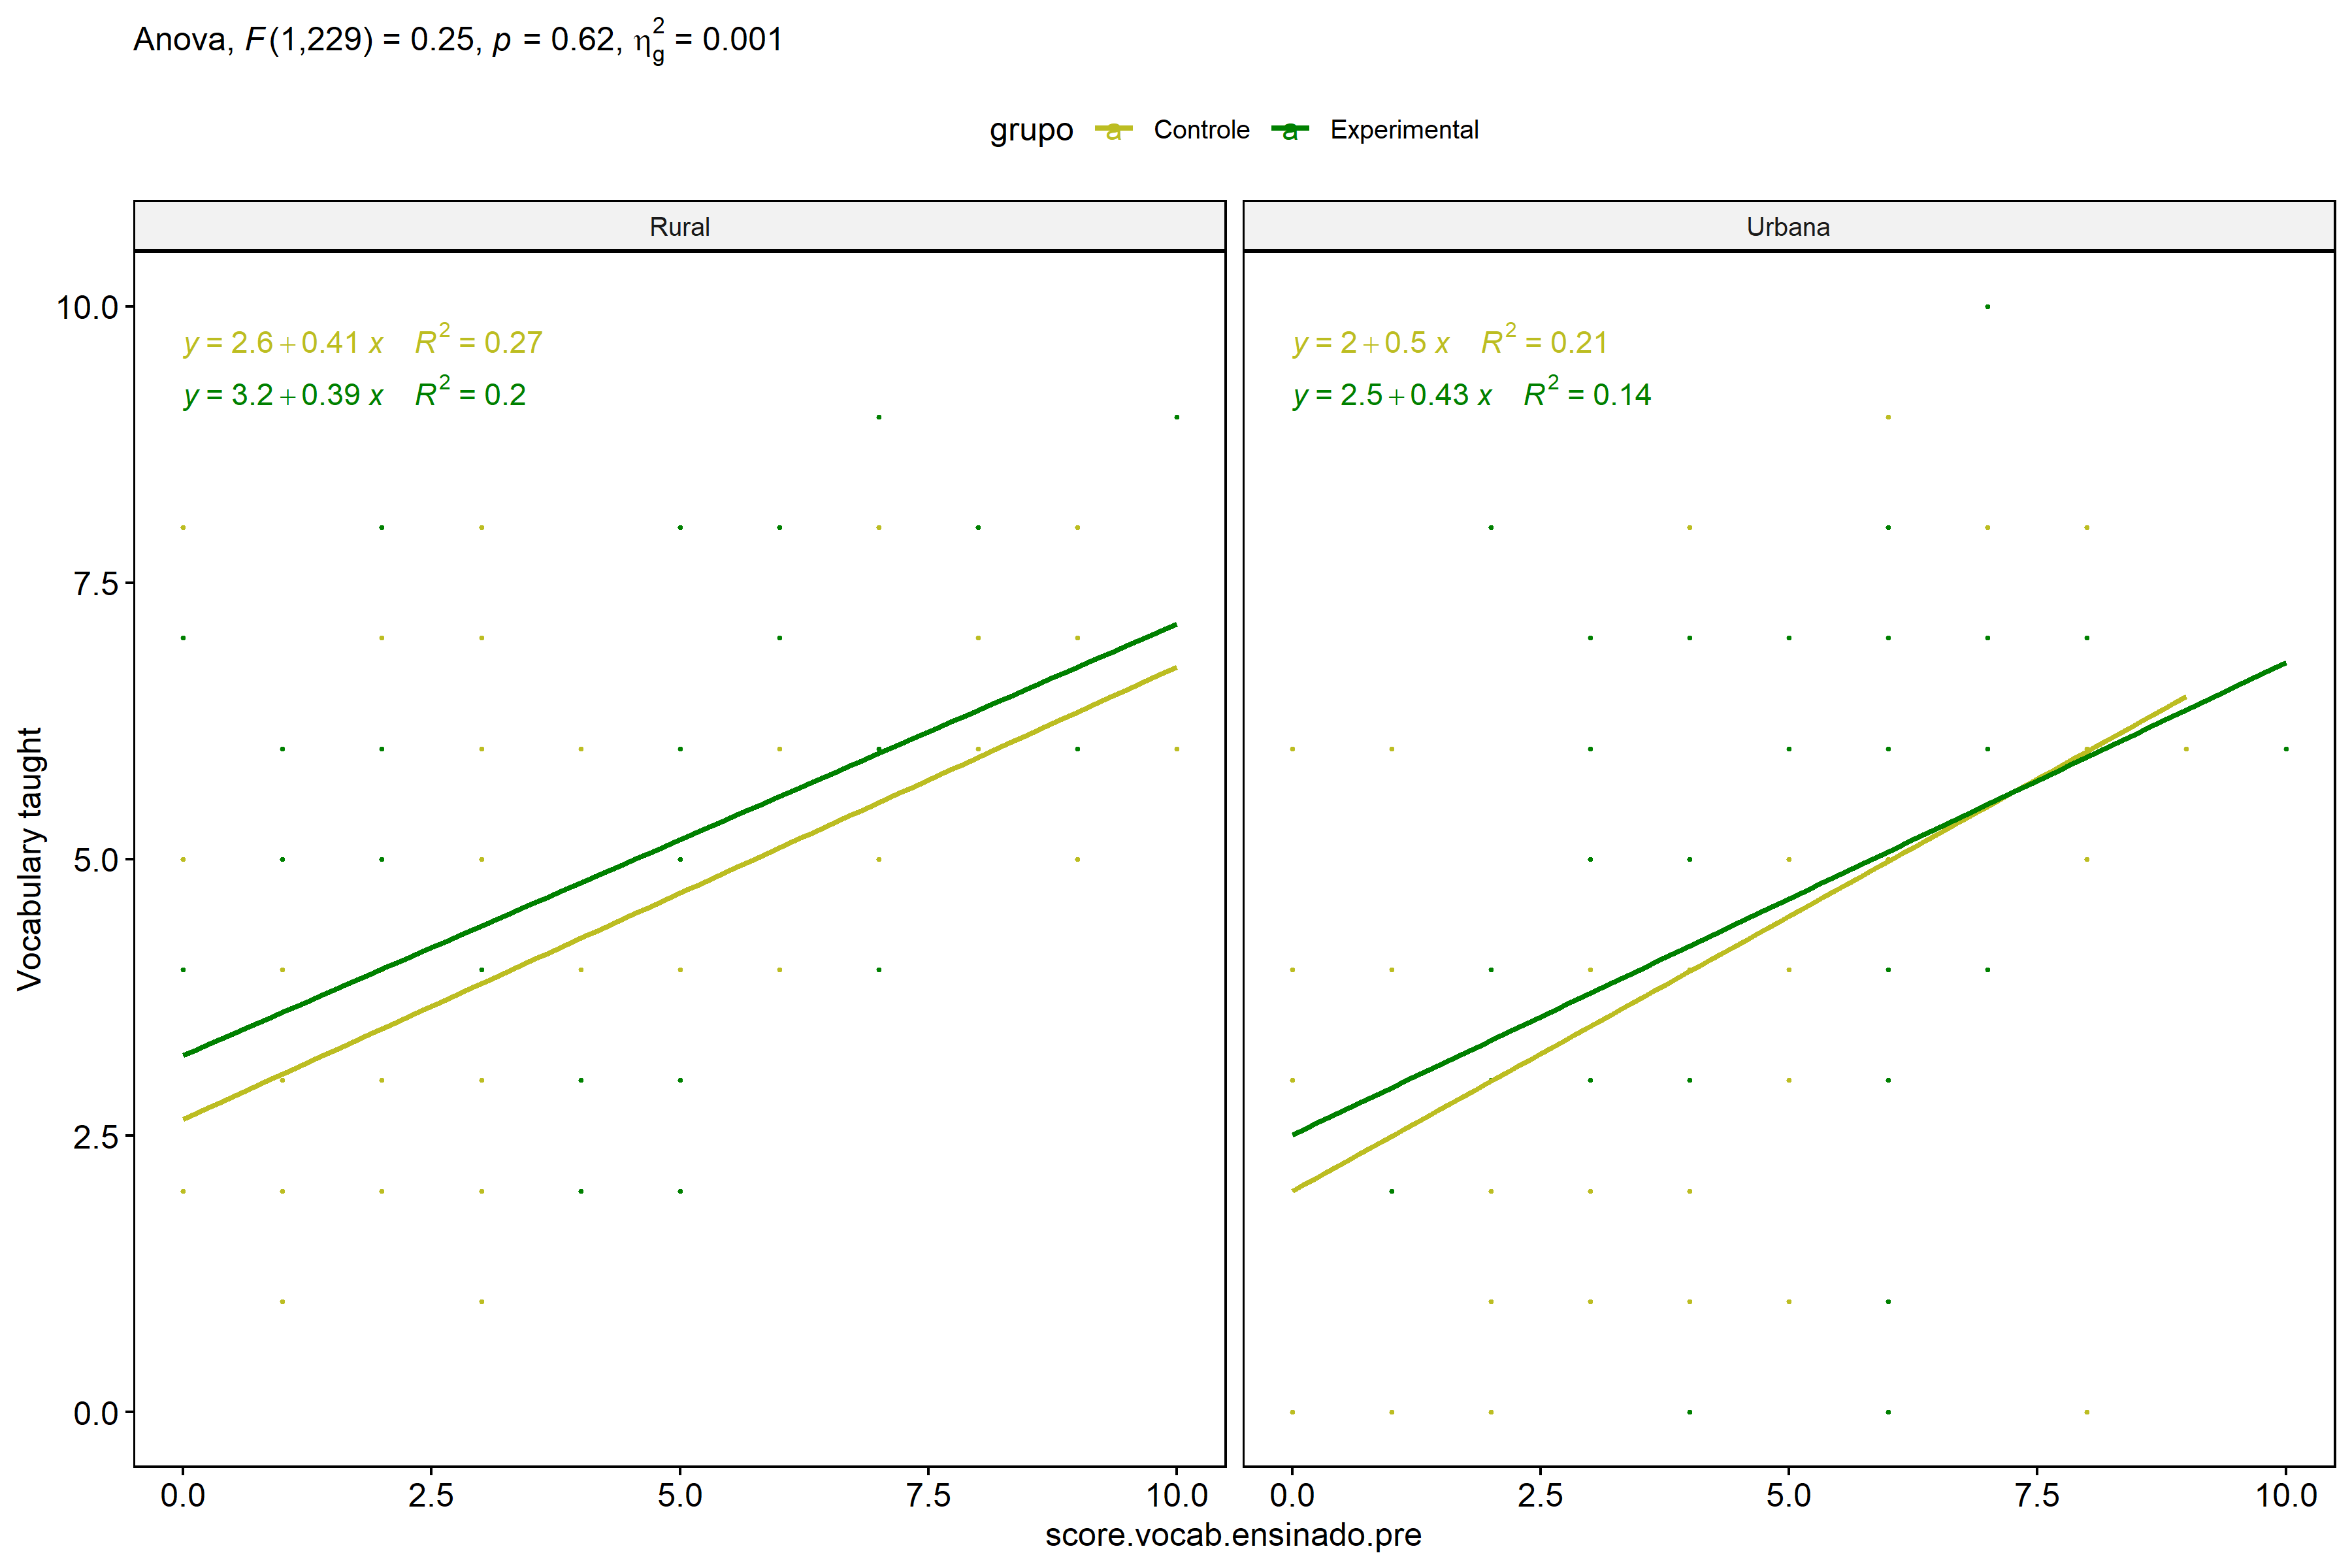 Anova, F(1,229) = 0.25, p = 0.62, η²g = 0.001
grupo a Controle a Experimental
Rural
Urbana
y = 2.6 + 0.41 x R² = 0.27
y = 3.2 + 0.39 x R² = 0.2
y = 2 + 0.5 x R² = 0.21
y = 2.5 + 0.43 x R² = 0.14
Vocabulary taught
10.0
7.5
5.0
2.5
0.0
0.0 2.5 5.0 7.5 10.0
0.0 2.5 5.0 7.5 10.0
score.vocab.ensinado.pre